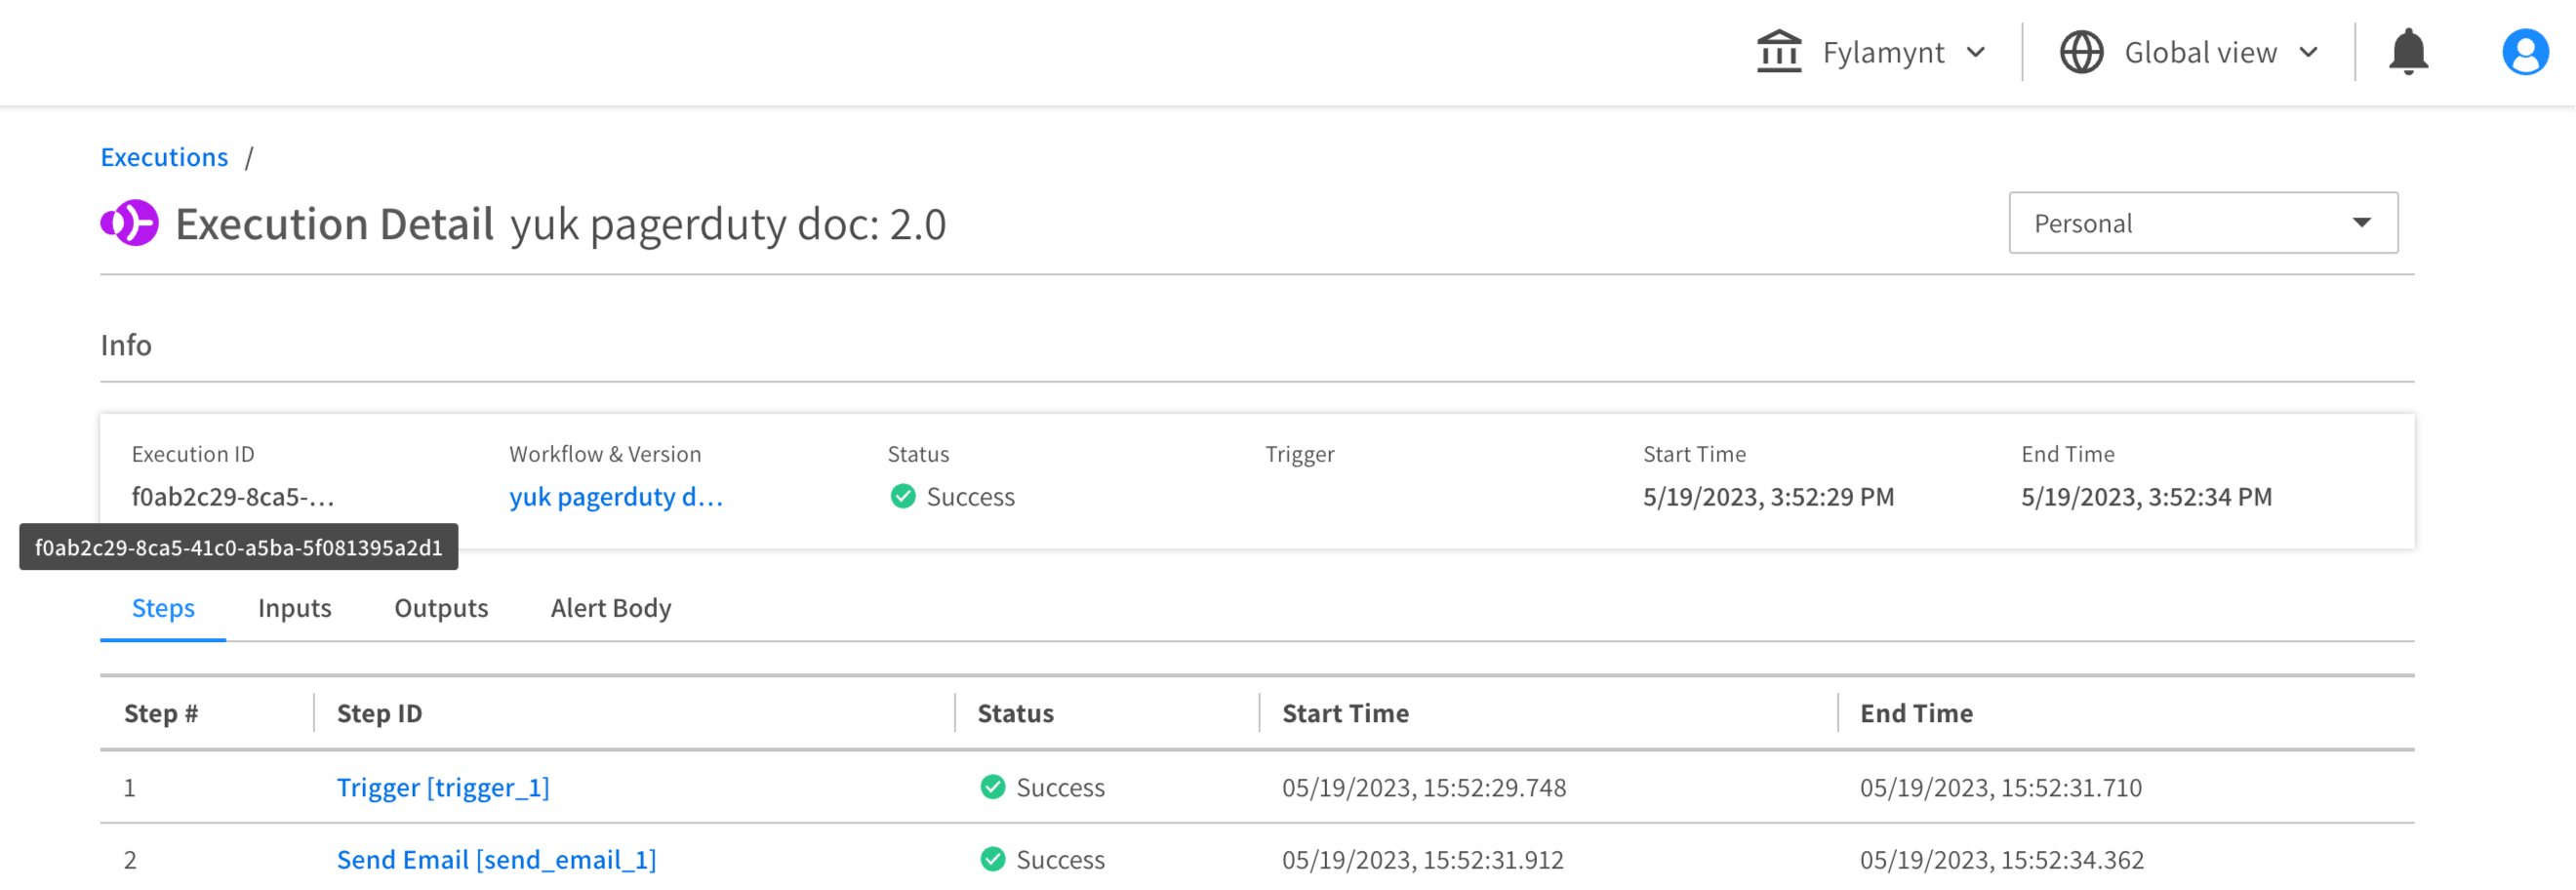 Fylamynt Global view
Executions /
Execution Detail yuk pagerduty doc: 2.0 Personal
Info
Execution ID Workflow & Version Status Trigger Start Time End Time
f0ab2c29-8ca5-... yuk pagerduty d... Success 5/19/2023, 3:52:29 PM 5/19/2023, 3:52:34 PM
f0ab2c29-8ca5-41c0-a5ba-5f081395a2d1
Steps Inputs Outputs Alert Body
Step # Step ID Status Start Time End Time
1 Trigger [trigger_1] Success 05/19/2023, 15:52:29.748 05/19/2023, 15:52:31.710
2 Send Email [send_email_1] Success 05/19/2023, 15:52:31.912 05/19/2023, 15:52:34.362